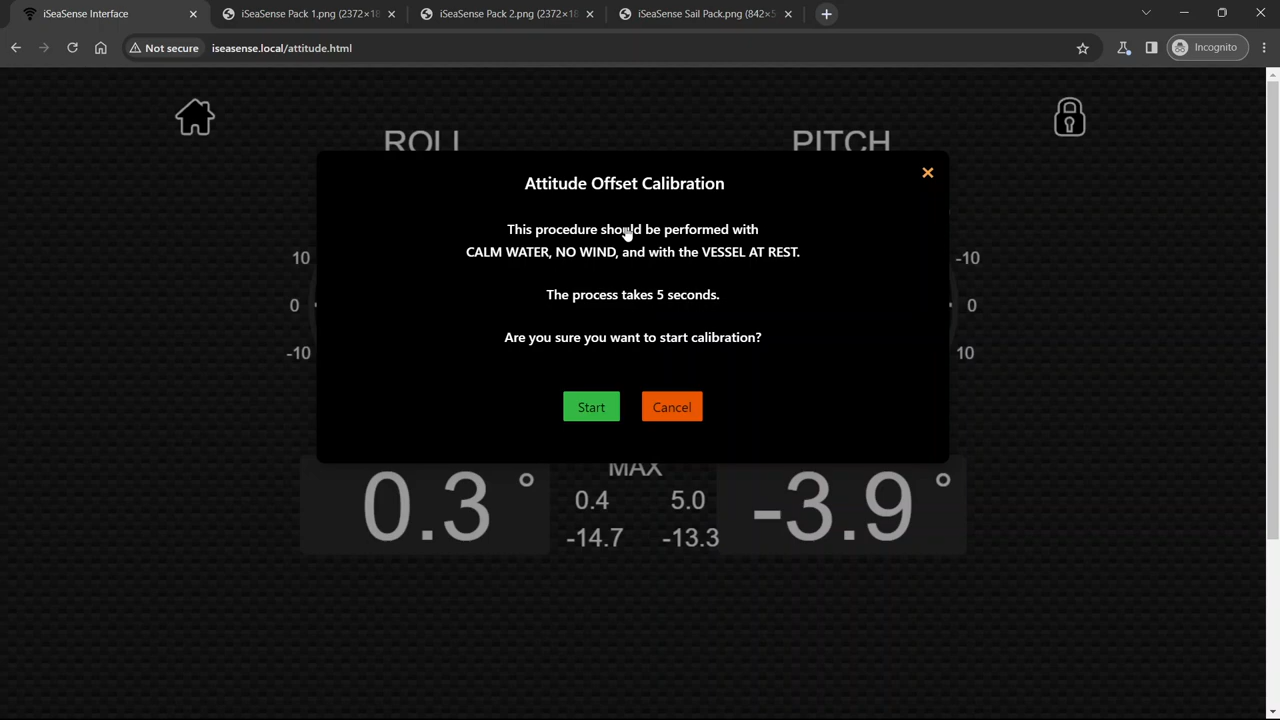 iSeaSense Interface
iSeaSense Pack 1.png (2372×18
iSeaSense Pack 2.png (2372×18
iSeaSense Sail Pack.png (842×5
Not secure
iseasense.local/attitude.html
Incognito
ROLL
PITCH
Attitude Offset Calibration
This procedure should be performed with
CALM WATER, NO WIND, and with the VESSEL AT REST.
The process takes 5 seconds.
Are you sure you want to start calibration?
Start
Cancel
10
0
-10
-10
0
10
MAX
0.3°
0.4
5.0
-14.7
-13.3
-3.9°